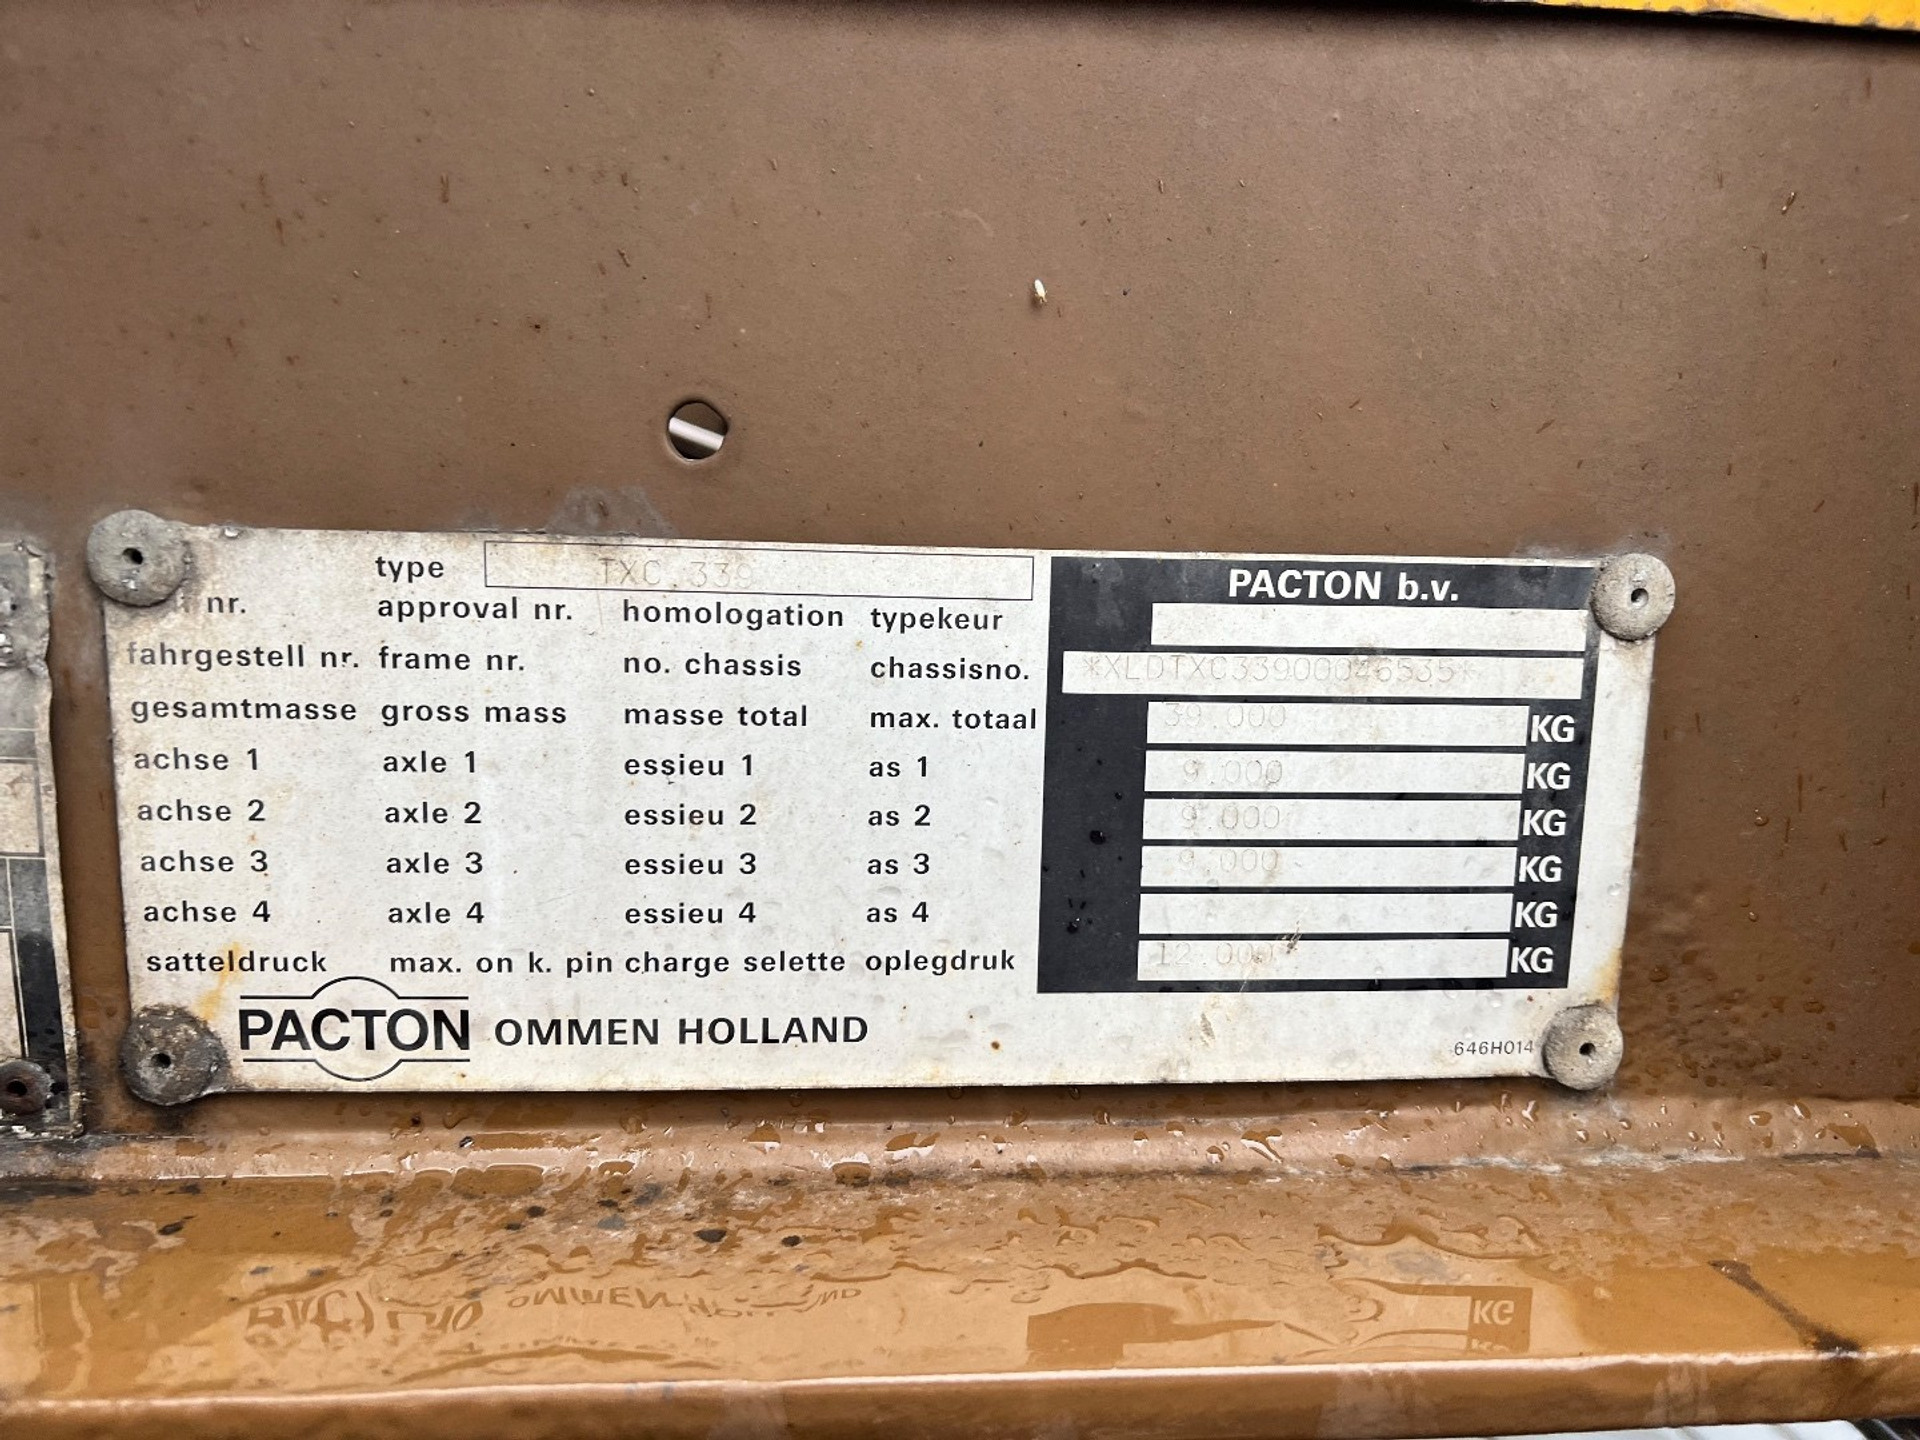 type TXC.339 PACTON b.v.
nr. approval nr. homologation typekeur
fahrgestell nr. frame nr. no. chassis chassisno. *XLDTXC33900046535*
gesamtmasse gross mass masse total max. totaal 39.000 KG
achse 1 axle 1 essieu 1 as 1 9.000 KG
achse 2 axle 2 essieu 2 as 2 9.000 KG
achse 3 axle 3 essieu 3 as 3 9.000 KG
achse 4 axle 4 essieu 4 as 4 KG
satteldruck max. on k. pin charge selette oplegdruk 12.000 KG
PACTON OMMEN HOLLAND
646H014